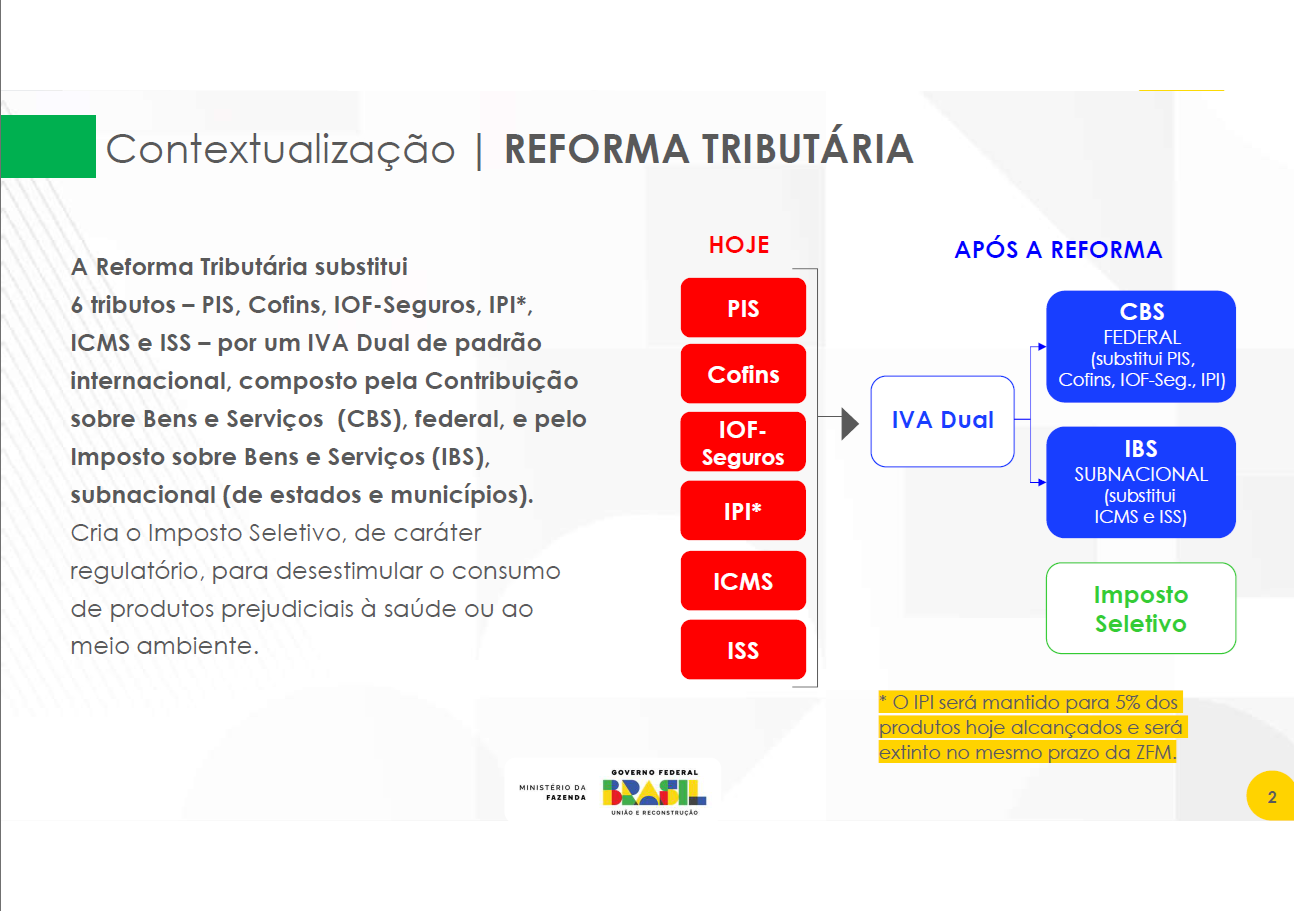 Contextualização | REFORMA TRIBUTÁRIA
A Reforma Tributária substitui
6 tributos – PIS, Cofins, IOF-Seguros, IPI*,
ICMS e ISS – por um IVA Dual de padrão
internacional, composto pela Contribuição
sobre Bens e Serviços (CBS), federal, e pelo
Imposto sobre Bens e Serviços (IBS),
subnacional (de estados e municípios).
Cria o Imposto Seletivo, de caráter
regulatório, para desestimular o consumo
de produtos prejudiciais à saúde ou ao
meio ambiente.
HOJE
PIS
Cofins
IOF-
Seguros
IPI*
ICMS
ISS
IVA Dual
APÓS A REFORMA
CBS
FEDERAL
(substitui PIS,
Cofins, IOF-Seg., IPI)
IBS
SUBNACIONAL
(substitui
ICMS e ISS)
Imposto
Seletivo
* O IPI será mantido para 5% dos
produtos hoje alcançados e será
extinto no mesmo prazo da ZFM.
MINISTÉRIO DA
FAZENDA
GOVERNO FEDERAL
BRASIL
UNIÃO E RECONSTRUÇÃO
2